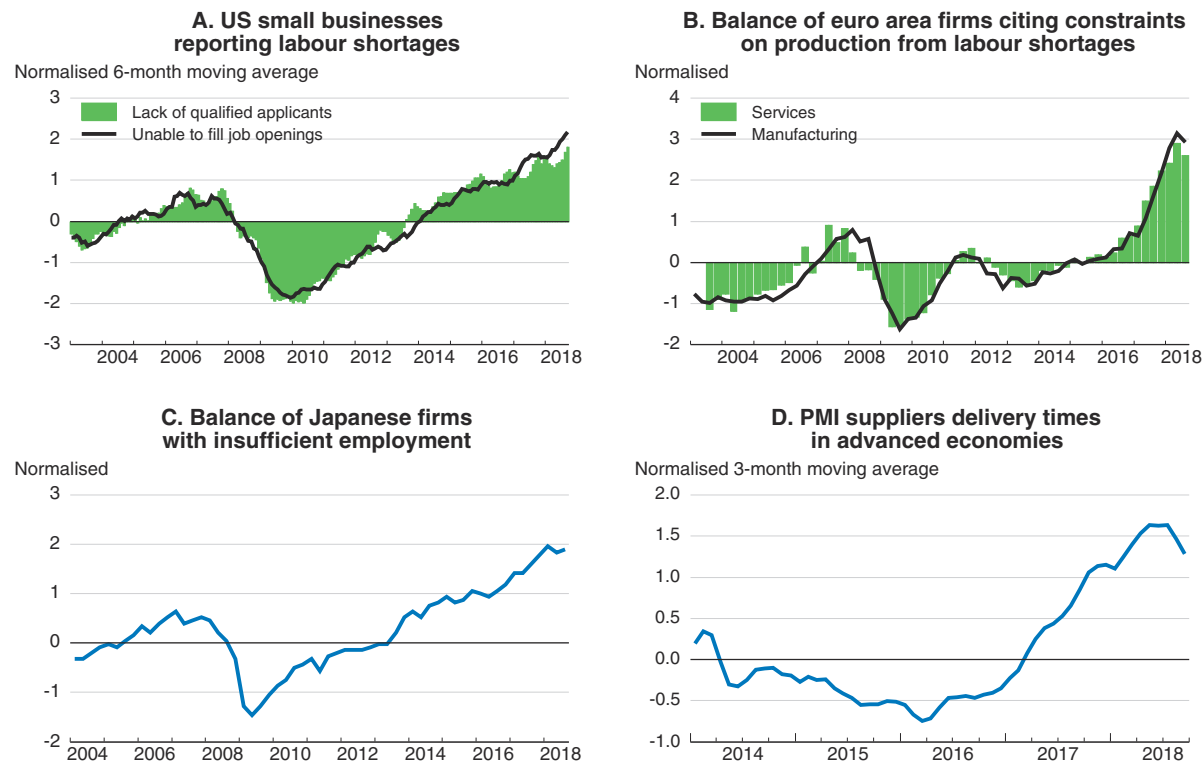 A. US small businesses
reporting labour shortages
Normalised 6-month moving average
3
2
1
0
-1
-2
-3
Lack of qualified applicants
Unable to fill job openings
2004 2006 2008 2010 2012 2014 2016 2018
B. Balance of euro area firms citing constraints
on production from labour shortages
Normalised
4
3
2
1
0
-1
-2
Services
Manufacturing
2004 2006 2008 2010 2012 2014 2016 2018
C. Balance of Japanese firms
with insufficient employment
Normalised
3
2
1
0
-1
-2
2004 2006 2008 2010 2012 2014 2016 2018
D. PMI suppliers delivery times
in advanced economies
Normalised 3-month moving average
2.0
1.5
1.0
0.5
0.0
-0.5
-1.0
2014 2015 2016 2017 2018